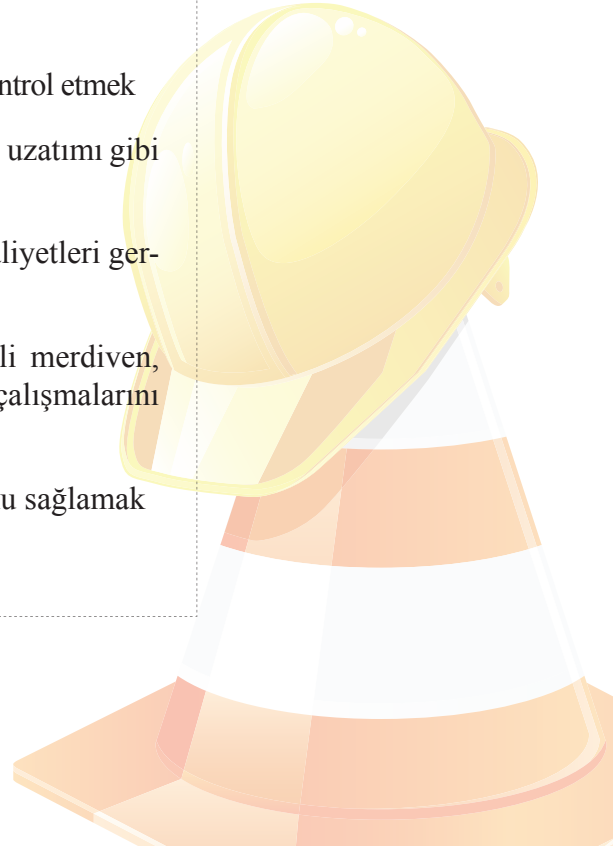 ntrol etmek
uzatımı gibi
liyetleri ger-
li merdiven,
çalışmalarını
u sağlamak